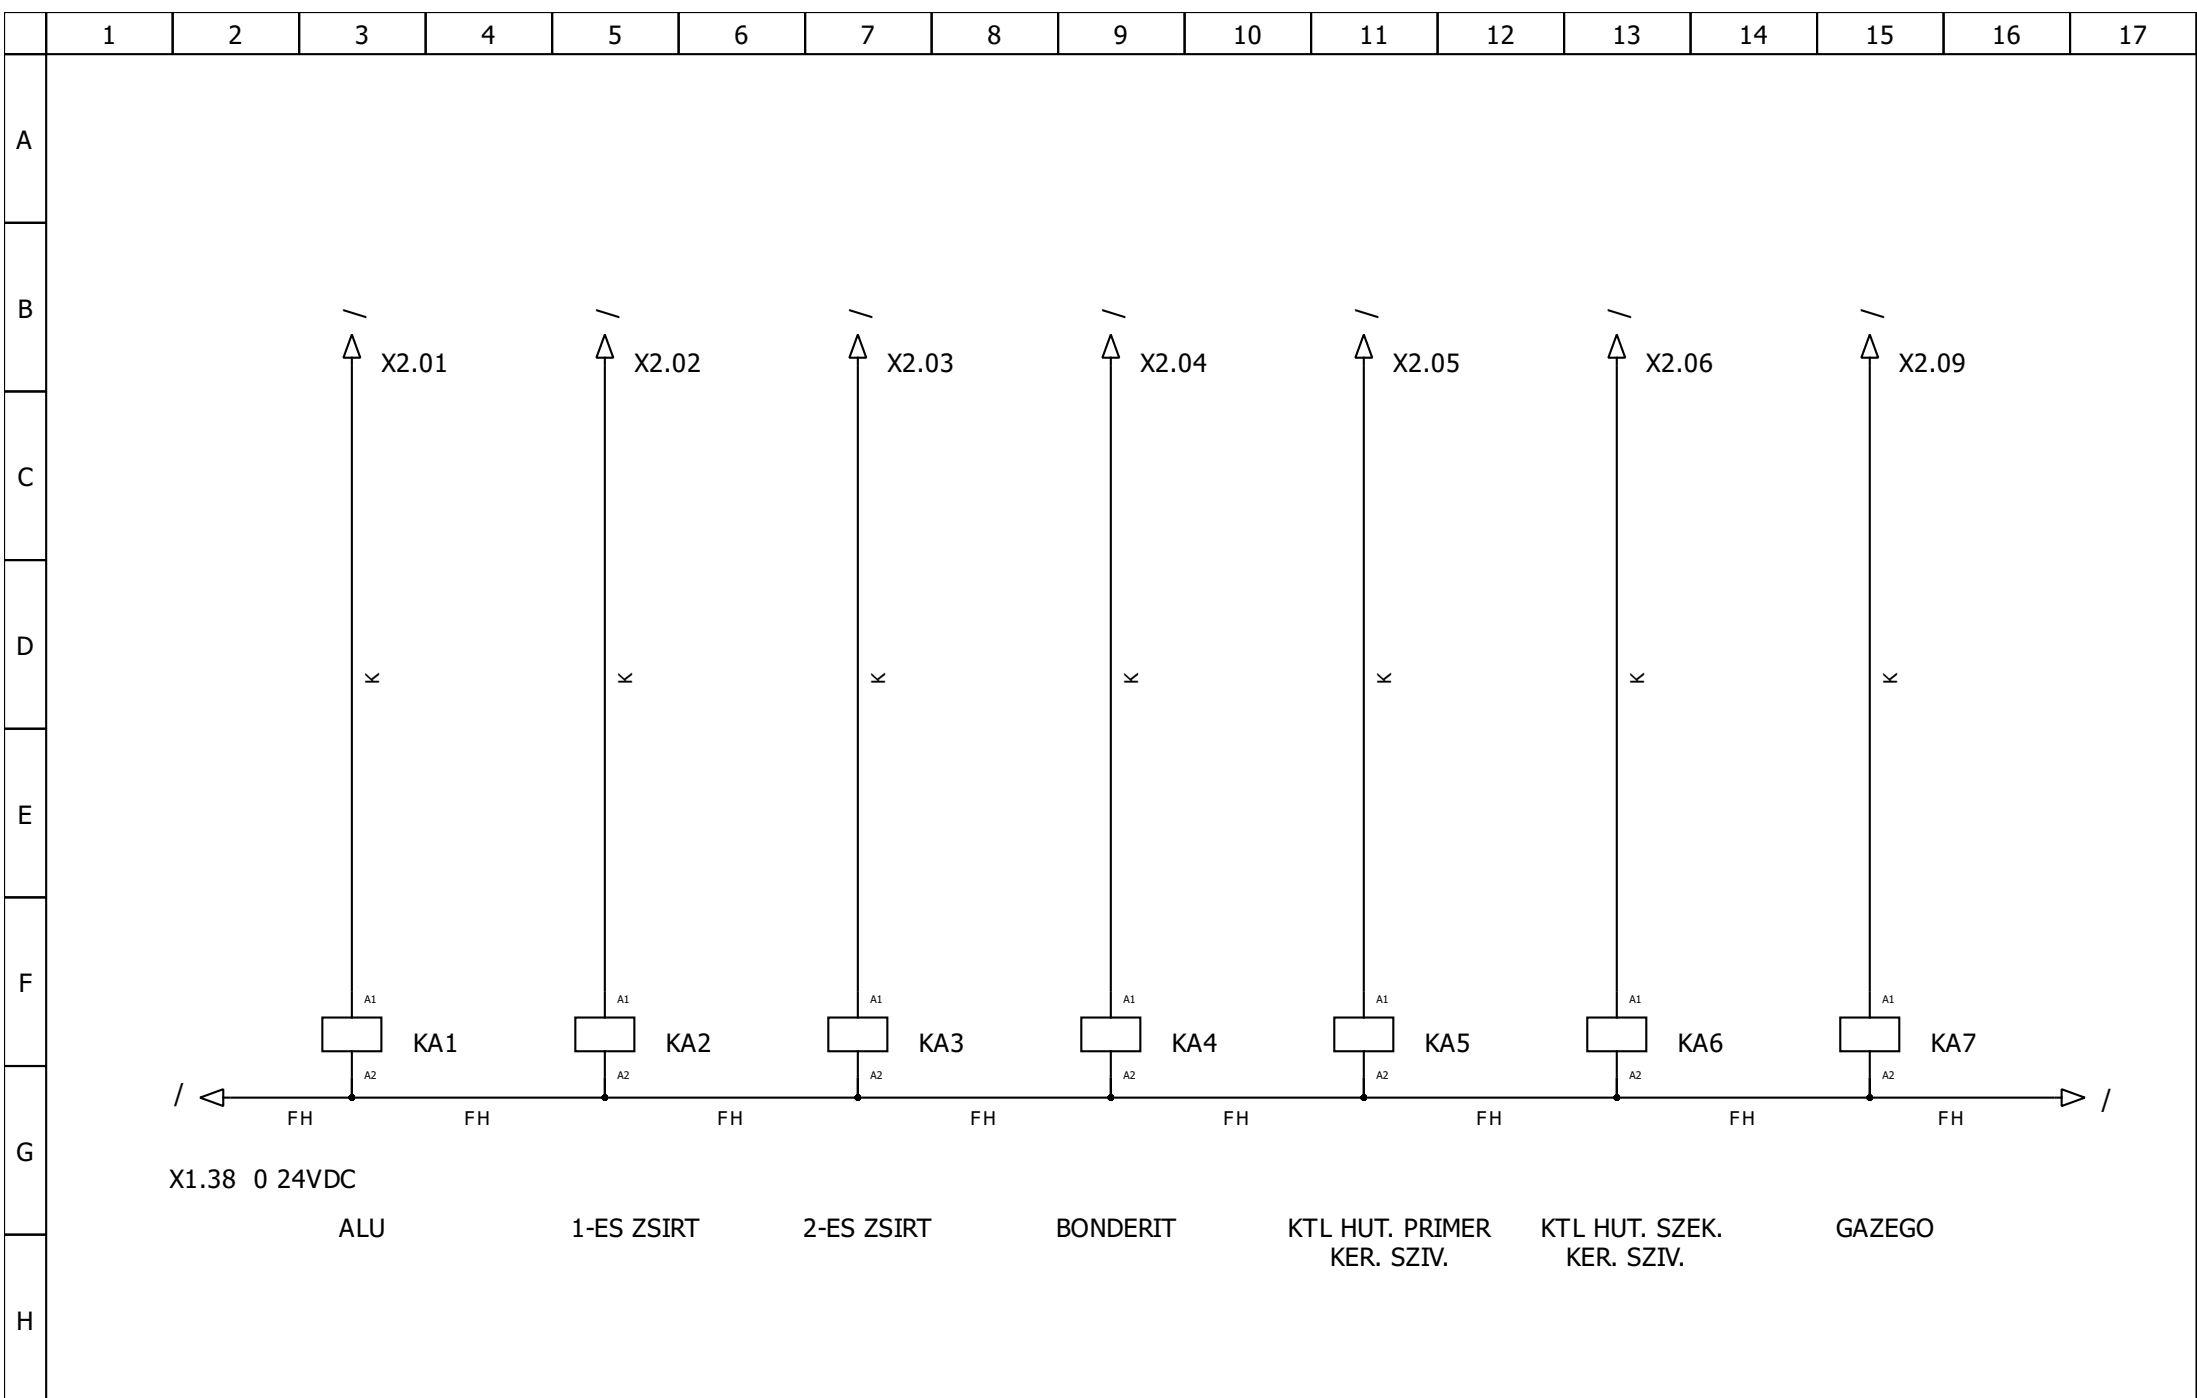 1 2 3 4 5 6 7 8 9 10 11 12 13 14 15 16 17
A
B
/ / / / / / /
X2.01 X2.02 X2.03 X2.04 X2.05 X2.06 X2.09
C
D
K K K K K K K
E
F
A1 A1 A1 A1 A1 A1 A1
KA1 KA2 KA3 KA4 KA5 KA6 KA7
A2 A2 A2 A2 A2 A2 A2
/ /
FH FH FH FH FH FH FH FH
G
X1.38 0 24VDC
ALU 1-ES ZSIRT 2-ES ZSIRT BONDERIT KTL HUT. PRIMER KTL HUT. SZEK. GAZEGO
KER. SZIV. KER. SZIV.
H